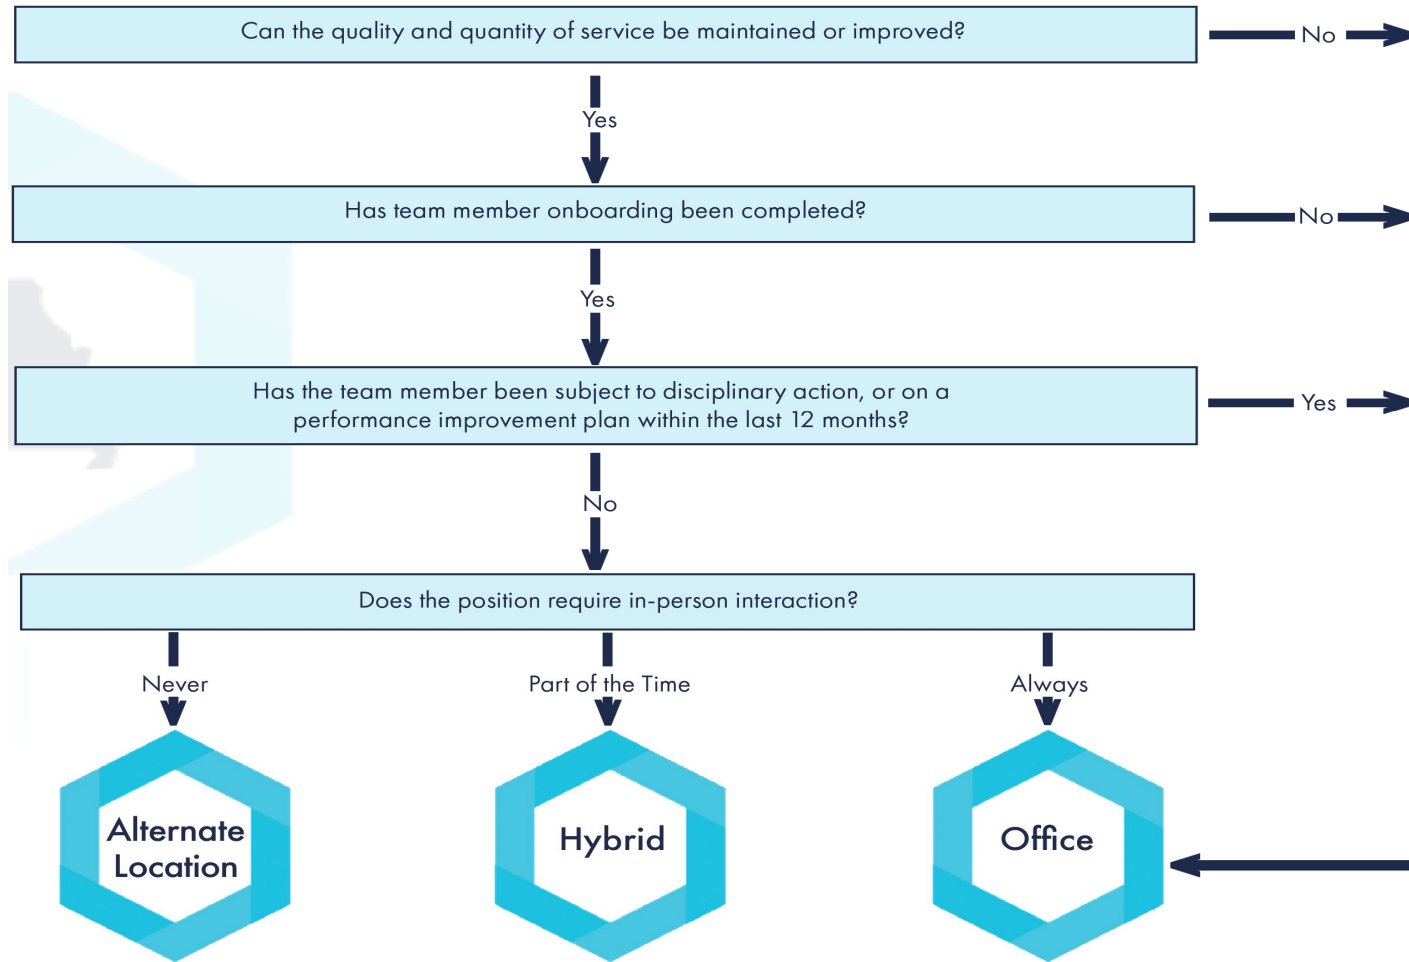 Can the quality and quantity of service be maintained or improved?
No
Yes
Has team member onboarding been completed?
No
Yes
Has the team member been subject to disciplinary action, or on a
performance improvement plan within the last 12 months?
Yes
No
Does the position require in-person interaction?
Never
Part of the Time
Always
Alternate
Location
Hybrid
Office